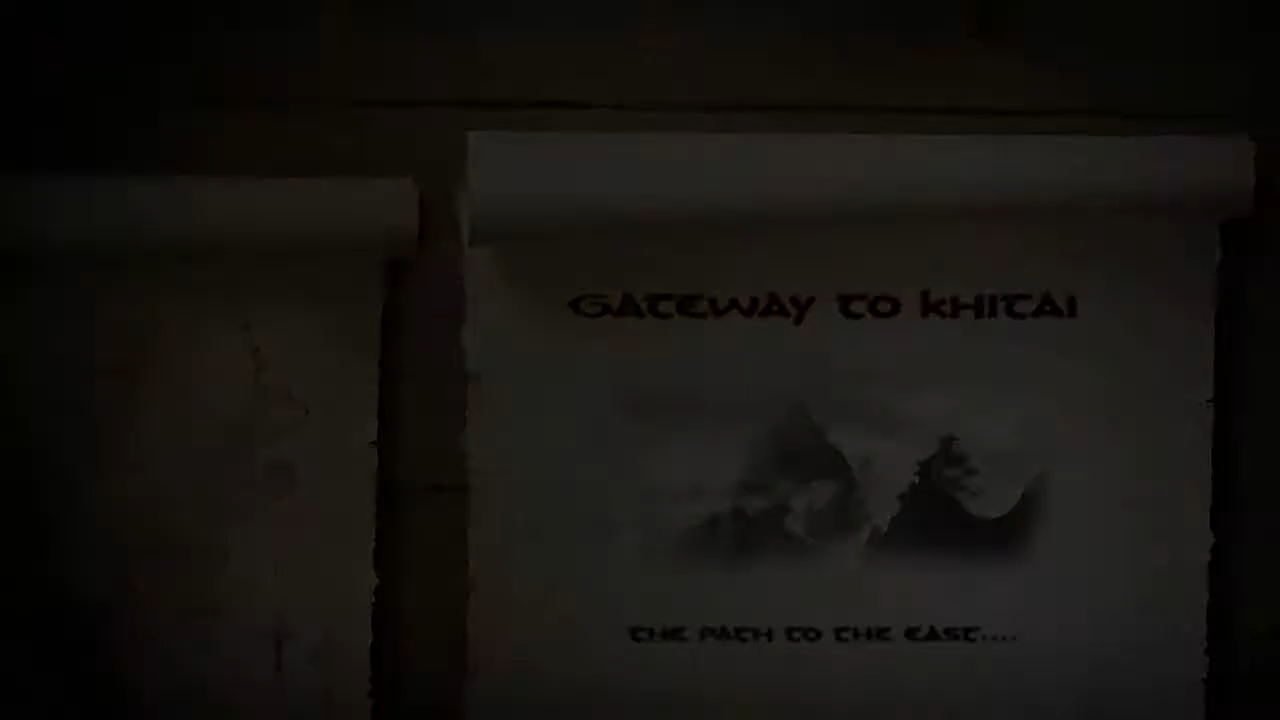 GATEWAY TO KHITAI
THE PATH TO THE EAST....